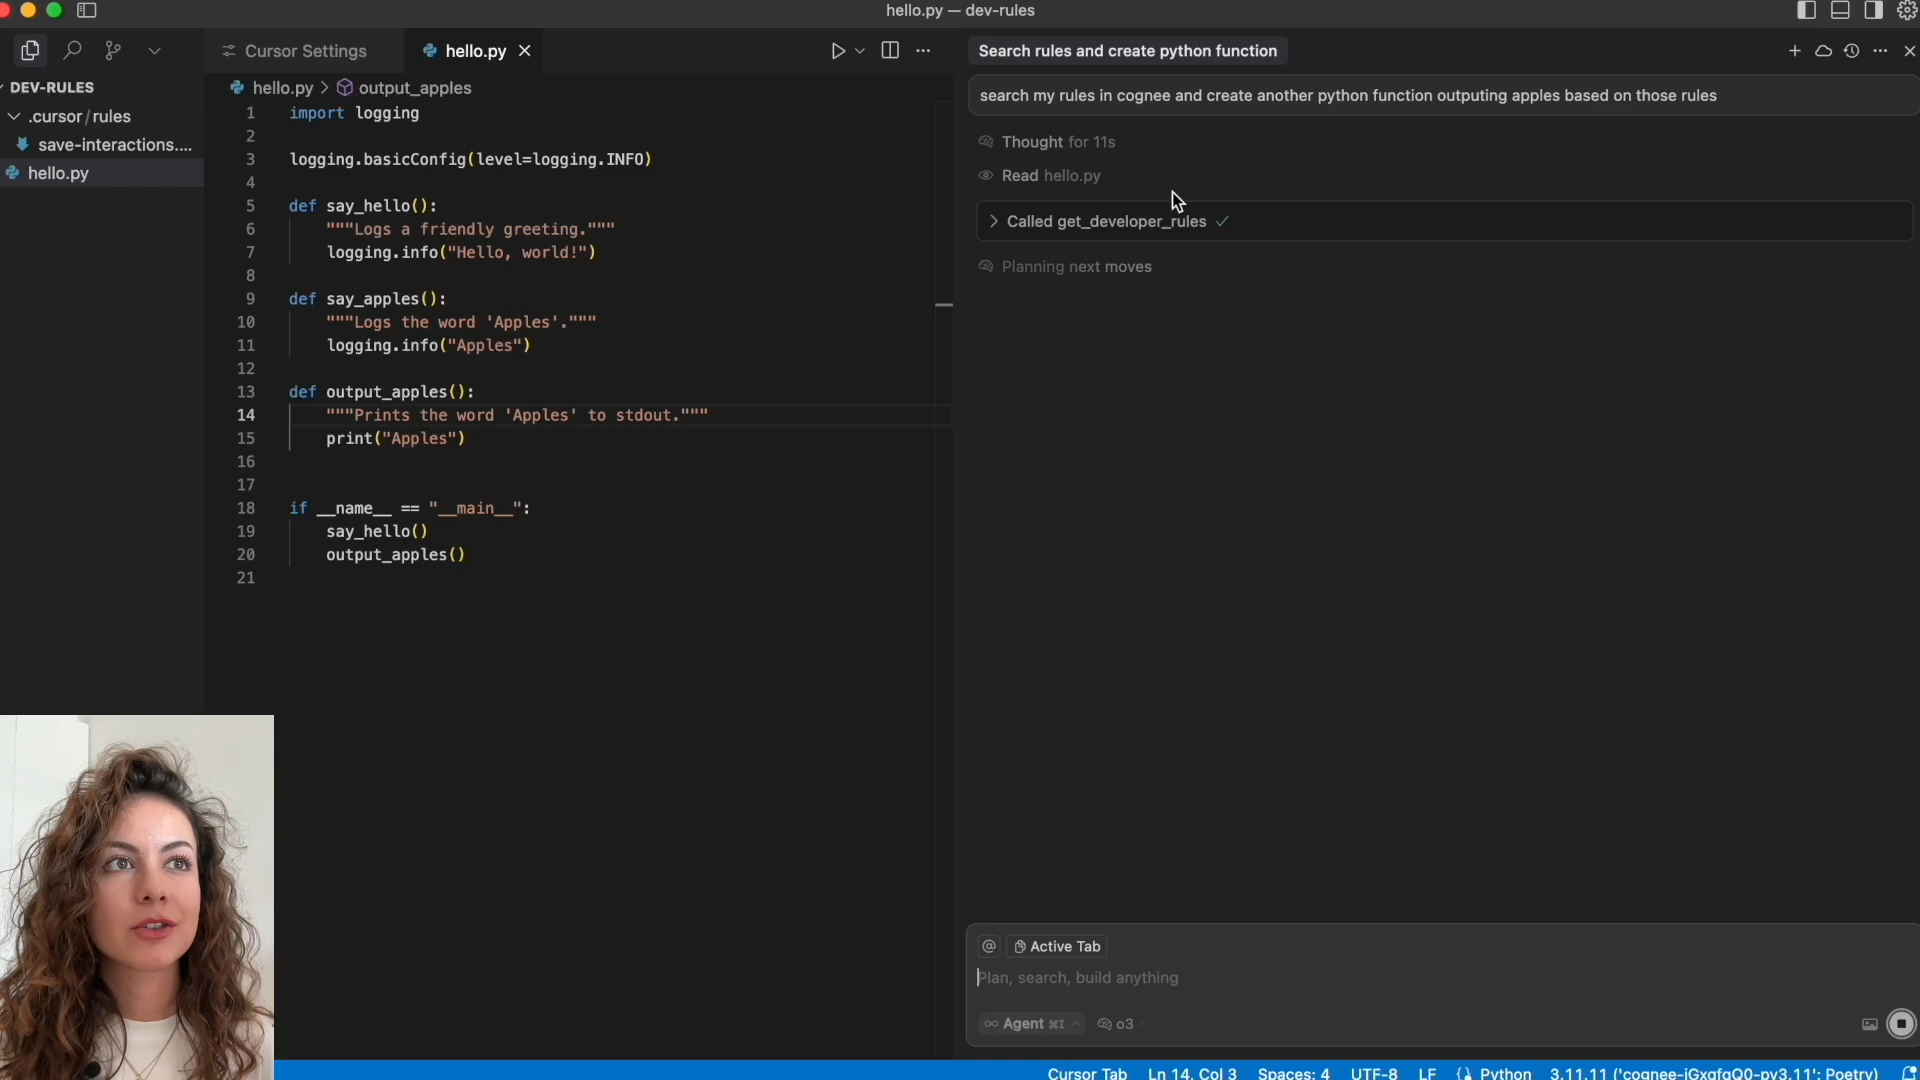 hello.py — dev-rules
Cursor Settings
hello.py
Search rules and create python function
DEV-RULES
hello.py > output_apples
.cursor/rules
save-interactions....
hello.py
1 import logging
2
3 logging.basicConfig(level=logging.INFO)
4
5 def say_hello():
6 """Logs a friendly greeting."""
7 logging.info("Hello, world!")
8
9 def say_apples():
10 """Logs the word 'Apples'."""
11 logging.info("Apples")
12
13 def output_apples():
14 """Prints the word 'Apples' to stdout."""
15 print("Apples")
16
17
18 if __name__ == "__main__":
19 say_hello()
20 output_apples()
21
search my rules in cognee and create another python function outputing apples based on those rules
Thought for 11s
Read hello.py
Called get_developer_rules
Planning next moves
@ Active Tab
Plan, search, build anything
Agent ⌘I
o3
Cursor Tab Ln 14, Col 3 Spaces: 4 UTF-8 LF Python 3.11.11 ('cognee-iGxqfqQ0-py3.11': Poetry)